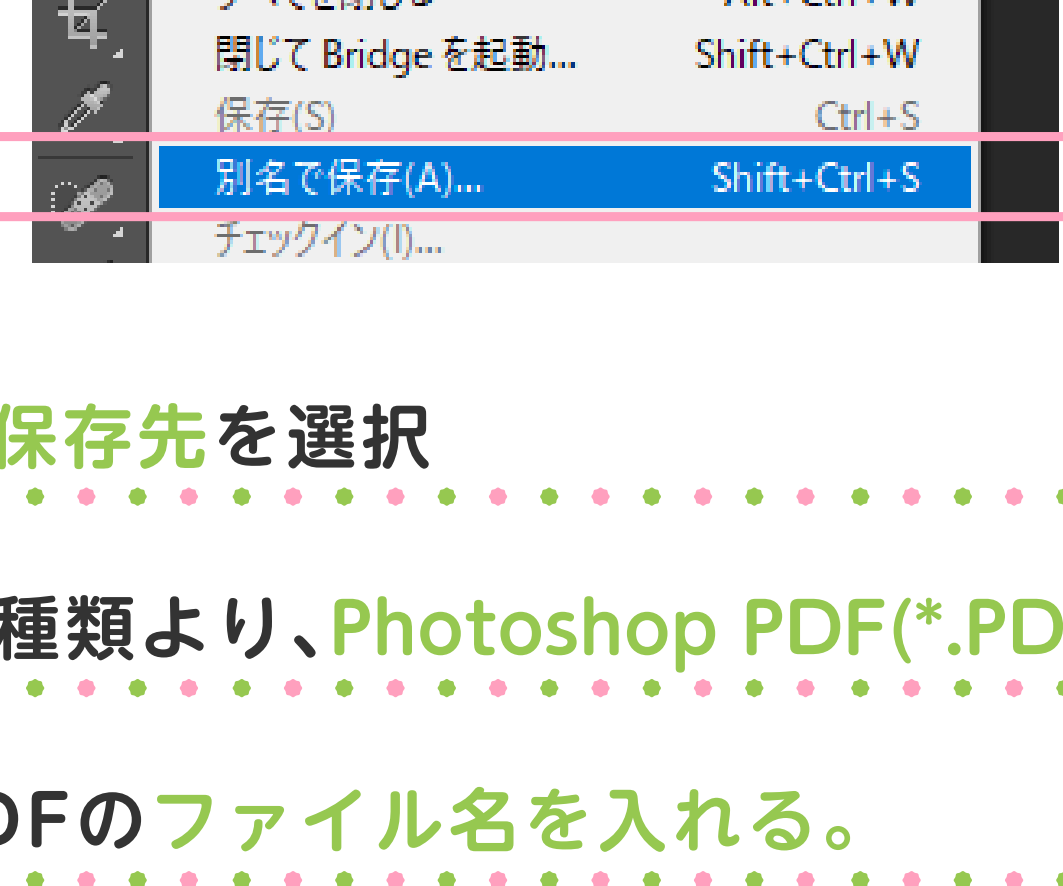 閉じて Bridge を起動... Shift+Ctrl+W
保存(S) Ctrl+S
別名で保存(A)... Shift+Ctrl+S
チェックイン(I)...
保存先を選択
種類より、Photoshop PDF(*.PD
DFのファイル名を入れる。